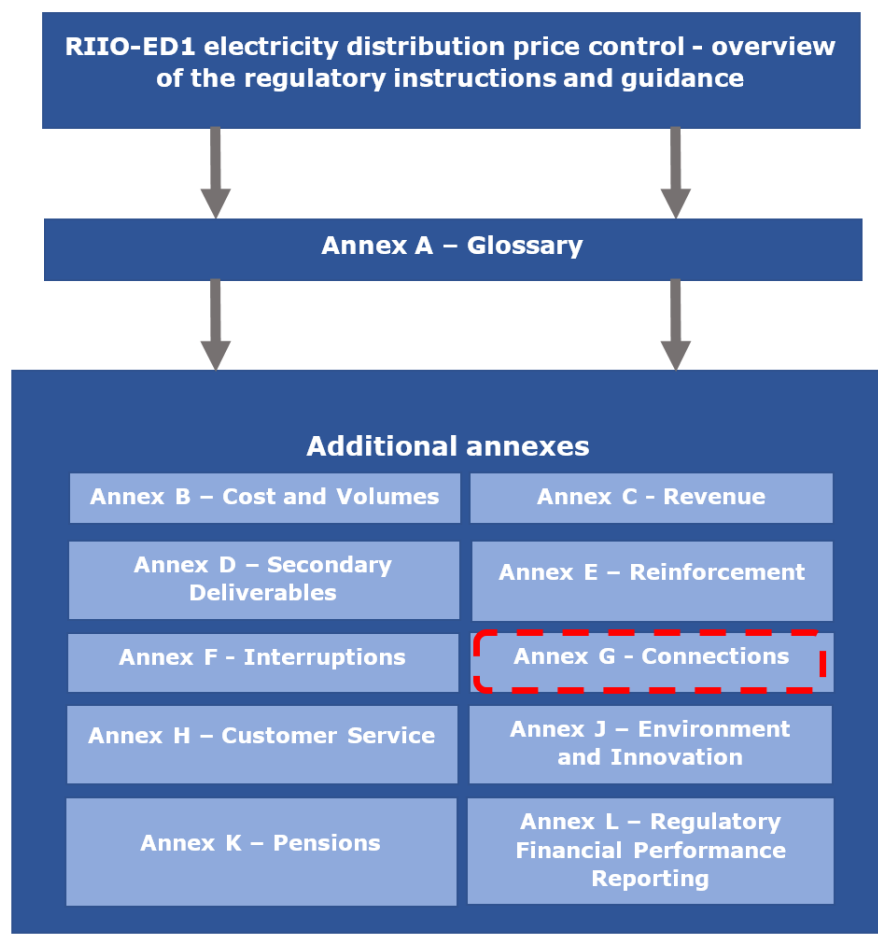 RIIO-ED1 electricity distribution price control - overview
of the regulatory instructions and guidance
Annex A – Glossary
Additional annexes
Annex B – Cost and Volumes
Annex C - Revenue
Annex D – Secondary
Deliverables
Annex E – Reinforcement
Annex F - Interruptions
Annex G - Connections
Annex H – Customer Service
Annex J – Environment
and Innovation
Annex K – Pensions
Annex L – Regulatory
Financial Performance
Reporting